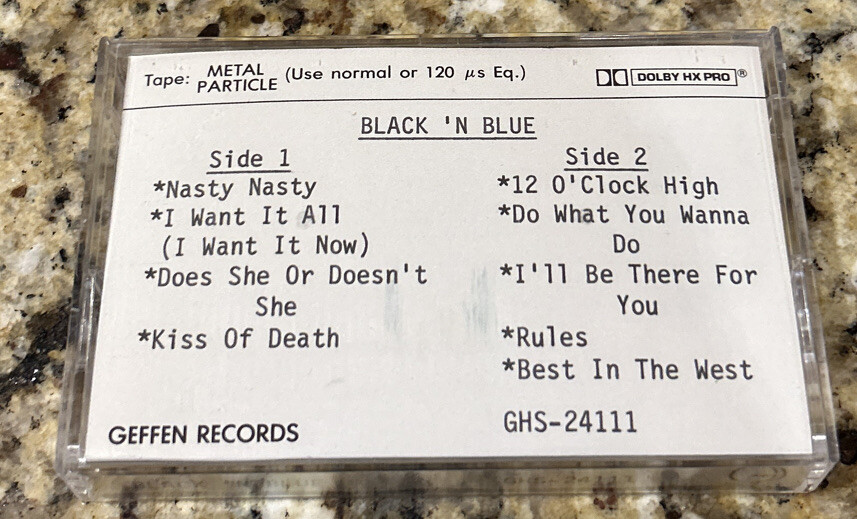 Tape: METAL PARTICLE (Use normal or 120 µs Eq.)
DOLBY HX PRO®
BLACK 'N BLUE
Side 1
*Nasty Nasty
*I Want It All
(I Want It Now)
*Does She Or Doesn't
She
*Kiss Of Death
Side 2
*12 O'Clock High
*Do What You Wanna
Do
*I'll Be There For
You
*Rules
*Best In The West
GEFFEN RECORDS
GHS-24111